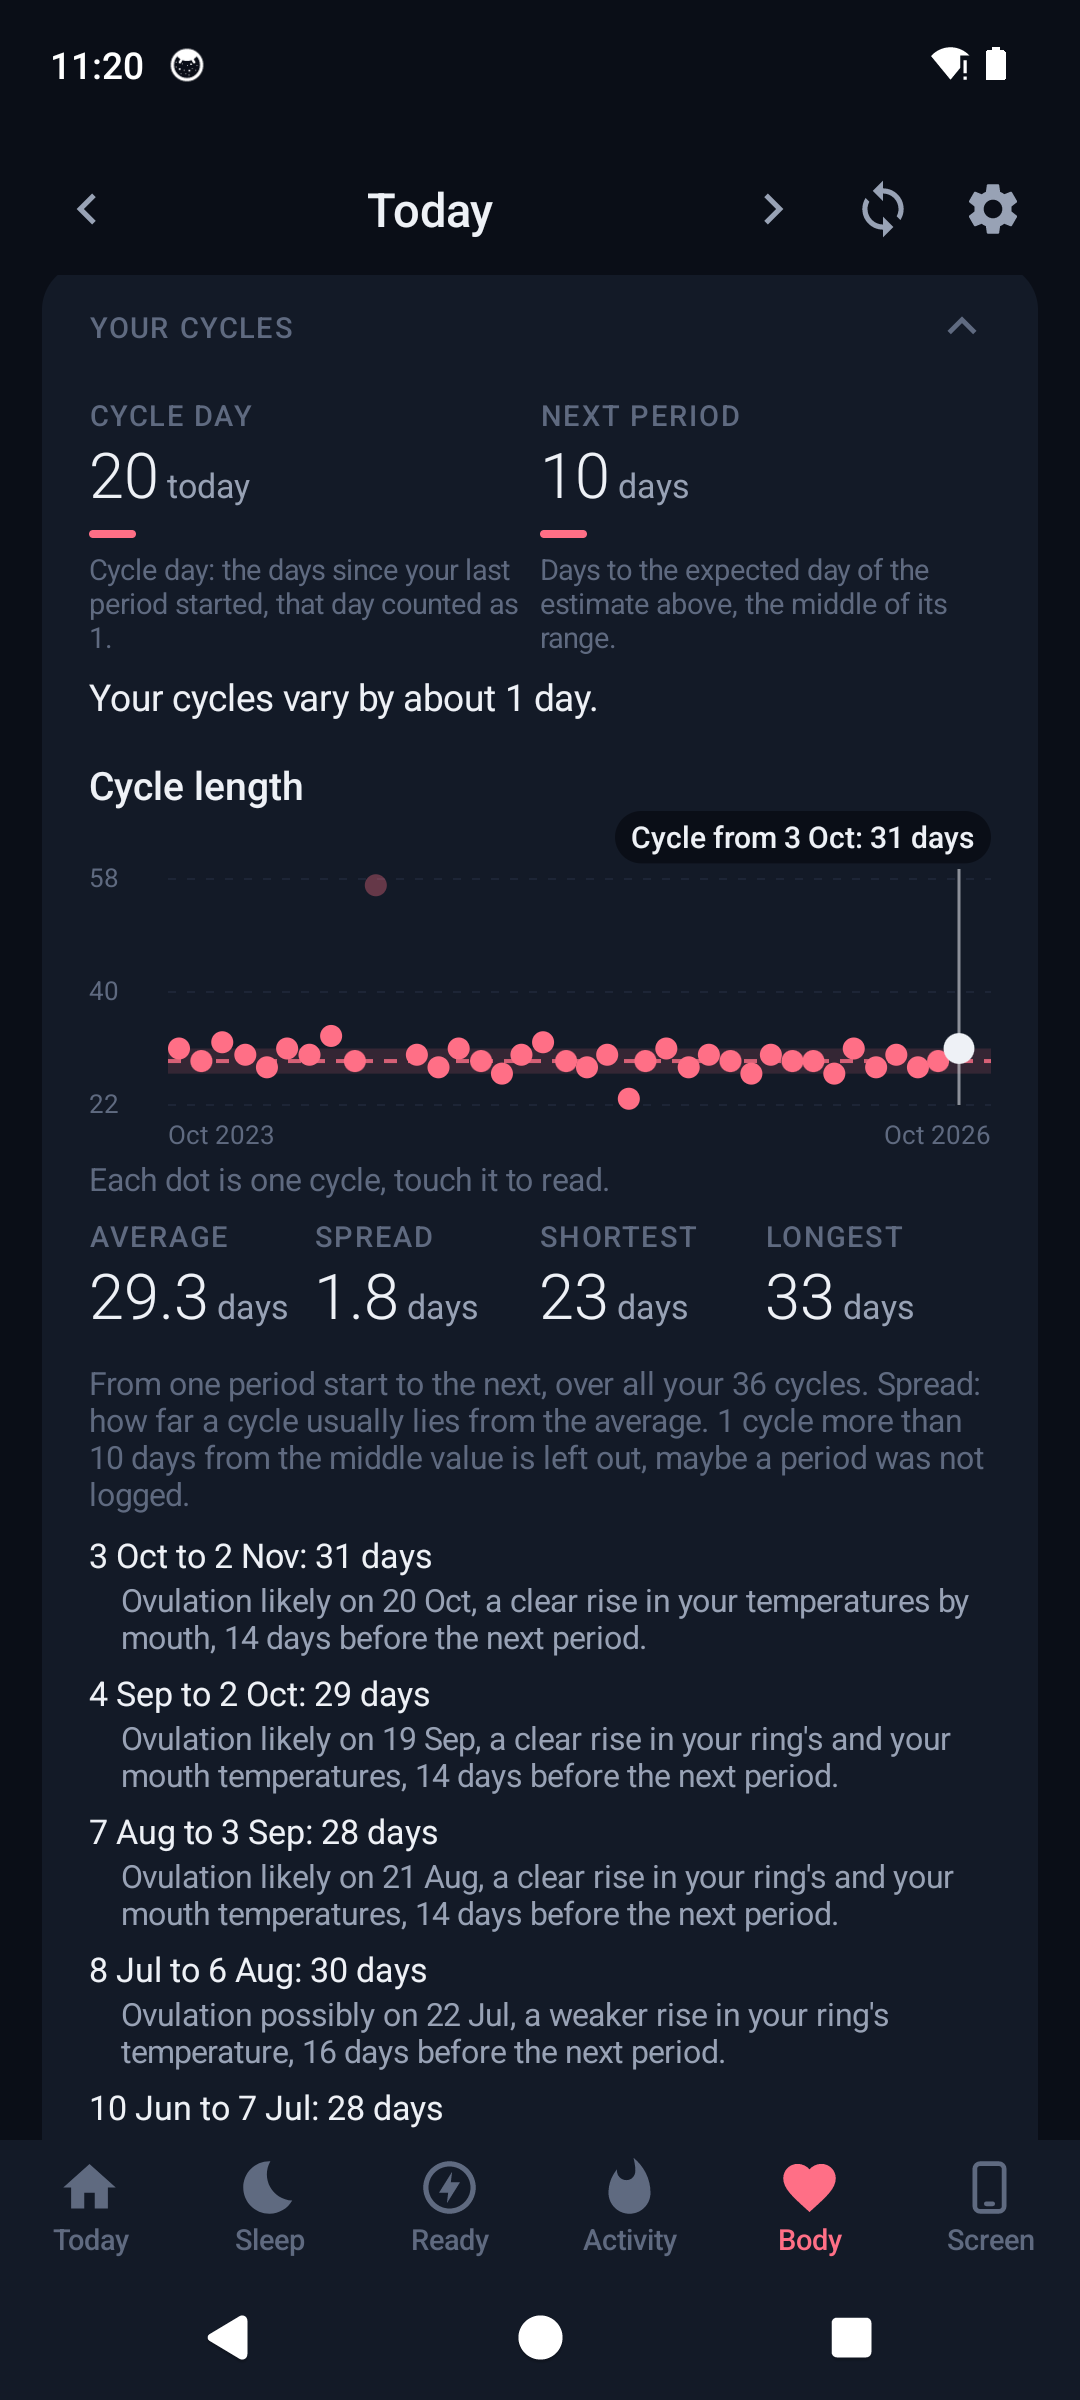 11:20
Today
YOUR CYCLES
CYCLE DAY
20 today
Cycle day: the days since your last
period started, that day counted as
1.
NEXT PERIOD
10 days
Days to the expected day of the
estimate above, the middle of its
range.
Your cycles vary by about 1 day.
Cycle length
Cycle from 3 Oct: 31 days
58
40
22
Oct 2023
Oct 2026
Each dot is one cycle, touch it to read.
AVERAGE
29.3 days
SPREAD
1.8 days
SHORTEST
23 days
LONGEST
33 days
From one period start to the next, over all your 36 cycles. Spread:
how far a cycle usually lies from the average. 1 cycle more than
10 days from the middle value is left out, maybe a period was not
logged.
3 Oct to 2 Nov: 31 days
Ovulation likely on 20 Oct, a clear rise in your temperatures by
mouth, 14 days before the next period.
4 Sep to 2 Oct: 29 days
Ovulation likely on 19 Sep, a clear rise in your ring's and your
mouth temperatures, 14 days before the next period.
7 Aug to 3 Sep: 28 days
Ovulation likely on 21 Aug, a clear rise in your ring's and your
mouth temperatures, 14 days before the next period.
8 Jul to 6 Aug: 30 days
Ovulation possibly on 22 Jul, a weaker rise in your ring's
temperature, 16 days before the next period.
10 Jun to 7 Jul: 28 days
Today
Sleep
Ready
Activity
Body
Screen